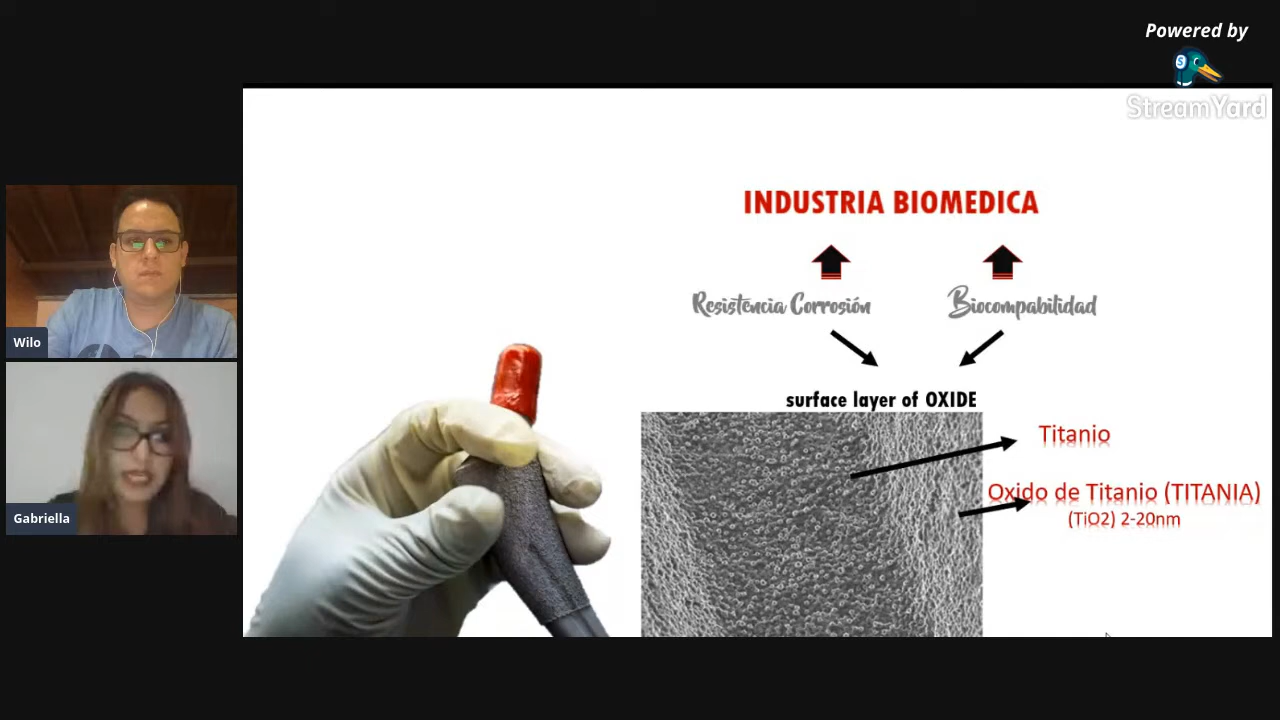 Powered by
StreamYard
INDUSTRIA BIOMEDICA
Resistencia Corrosión
Biocompabilidad
surface layer of OXIDE
Titanio
Oxido de Titanio (TITANIA)
(TiO2) 2-20nm
Wilo
Gabriella